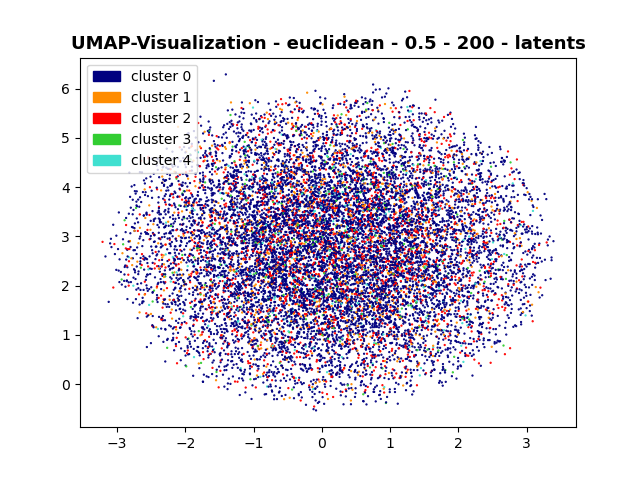 UMAP-Visualization - euclidean - 0.5 - 200 - latents
cluster 0
cluster 1
cluster 2
cluster 3
cluster 4
6
5
4
3
2
1
0
−3 −2 −1 0 1 2 3